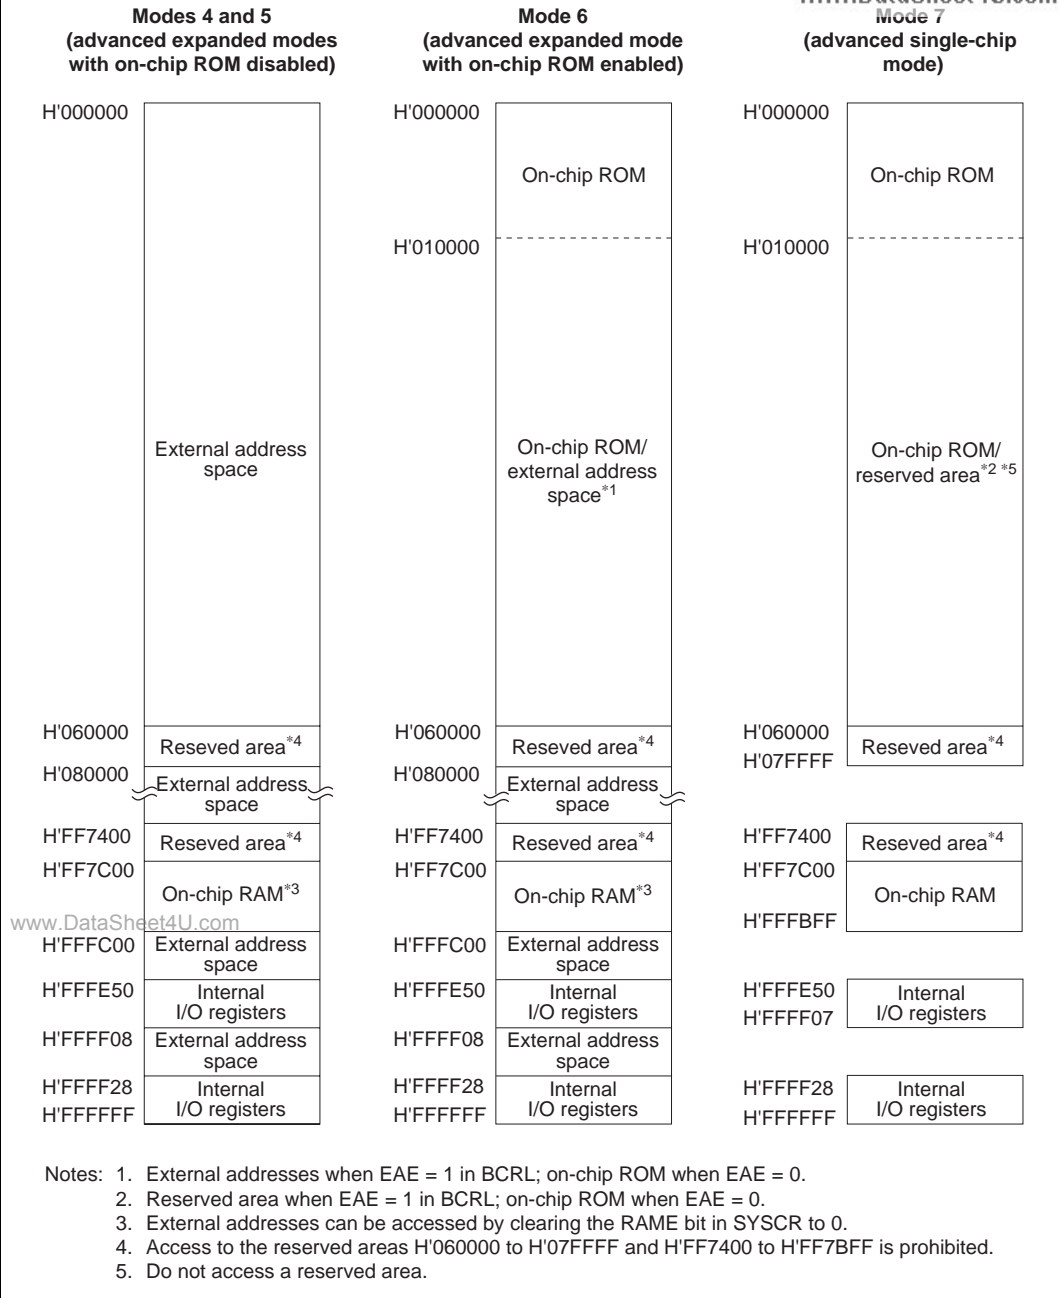 Modes 4 and 5
(advanced expanded modes
with on-chip ROM disabled)
H'000000
External address
space
H'060000
Reseved area*4
H'080000
External address
space
H'FF7400
Reseved area*4
H'FF7C00
On-chip RAM*3
www.DataSheet4U.com
H'FFFC00
External address
space
H'FFFE50
Internal
I/O registers
H'FFFF08
External address
space
H'FFFF28
Internal
I/O registers
H'FFFFFF
Mode 6
(advanced expanded mode
with on-chip ROM enabled)
H'000000
On-chip ROM
H'010000
On-chip ROM/
external address
space*1
H'060000
Reseved area*4
H'080000
External address
space
H'FF7400
Reseved area*4
H'FF7C00
On-chip RAM*3
H'FFFC00
External address
space
H'FFFE50
Internal
I/O registers
H'FFFF08
External address
space
H'FFFF28
Internal
I/O registers
H'FFFFFF
Mode 7
(advanced single-chip
mode)
H'000000
On-chip ROM
H'010000
On-chip ROM/
reserved area*2 *5
H'060000
Reseved area*4
H'07FFFF
H'FF7400
Reseved area*4
H'FF7C00
On-chip RAM
H'FFFBFF
H'FFFE50
Internal
I/O registers
H'FFFF07
H'FFFF28
Internal
I/O registers
H'FFFFFF
Notes: 1. External addresses when EAE = 1 in BCRL; on-chip ROM when EAE = 0.
2. Reserved area when EAE = 1 in BCRL; on-chip ROM when EAE = 0.
3. External addresses can be accessed by clearing the RAME bit in SYSCR to 0.
4. Access to the reserved areas H'060000 to H'07FFFF and H'FF7400 to H'FF7BFF is prohibited.
5. Do not access a reserved area.